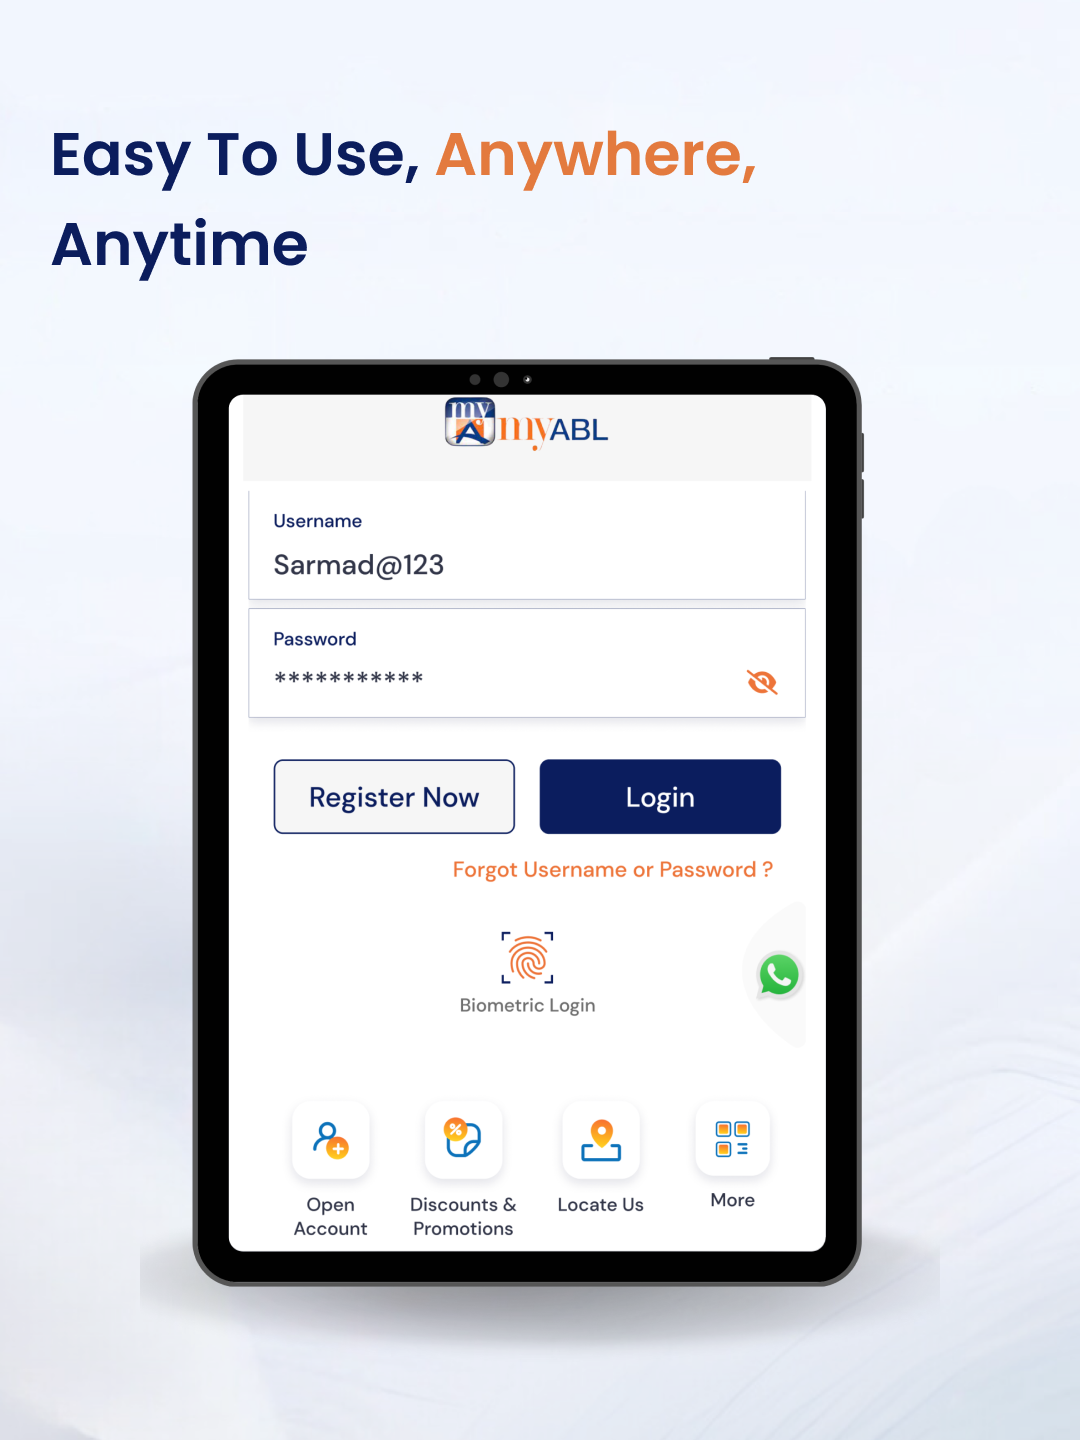 Easy To Use, Anywhere,
Anytime
my
myABL
Username
Sarmad@123
Password
***********
Register Now
Login
Forgot Username or Password ?
Biometric Login
Open
Account
Discounts &
Promotions
Locate Us
More